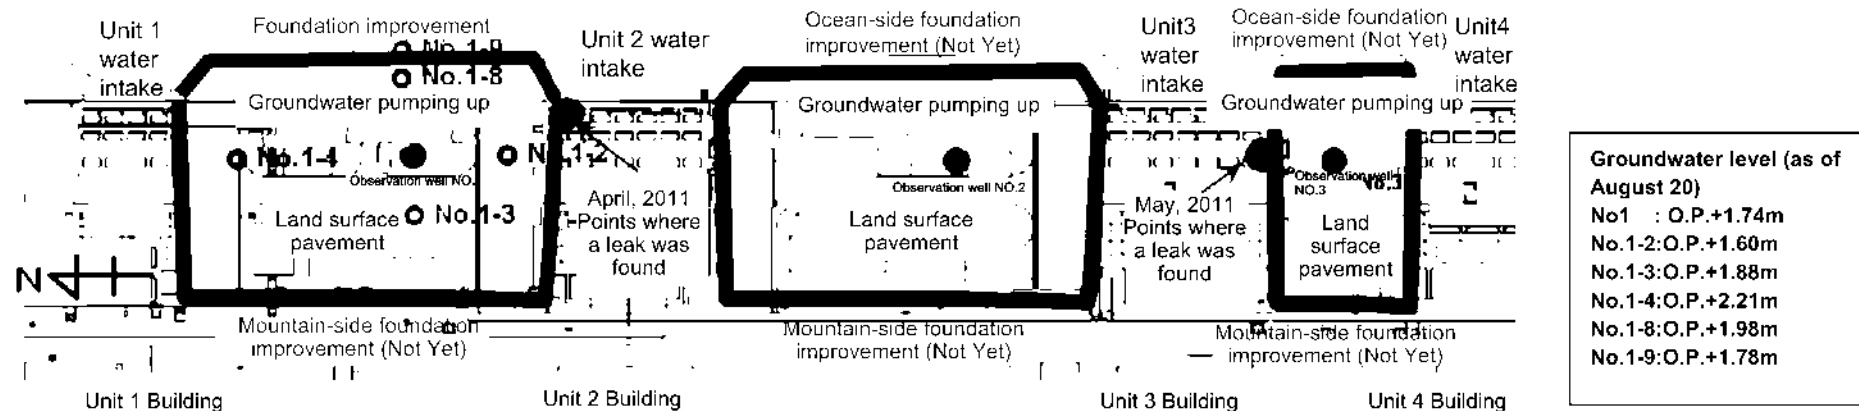 Unit 1
water
intake
Foundation improvement
No.1-9
No.1-8
Groundwater pumping up
No.1-4
Observation well NO.
No.1-3
Land surface
pavement
Mountain-side foundation
improvement (Not Yet)
Unit 1 Building
N
Unit 2 water
intake
April, 2011
Points where
a leak was
found
Unit 2 Building
Ocean-side foundation
improvement (Not Yet)
Groundwater pumping up
Observation well NO.2
Land surface
pavement
Mountain-side foundation
improvement (Not Yet)
Unit3
water
intake
May, 2011
Points where
a leak was
found
Unit 3 Building
Ocean-side foundation
improvement (Not Yet)
Groundwater pumping up
Observation well
NO.3
Land
surface
pavement
Mountain-side foundation
improvement (Not Yet)
Unit4
water
intake
Unit 4 Building
Groundwater level (as of
August 20)
No1 : O.P.+1.74m
No.1-2:O.P.+1.60m
No.1-3:O.P.+1.88m
No.1-4:O.P.+2.21m
No.1-8:O.P.+1.98m
No.1-9:O.P.+1.78m